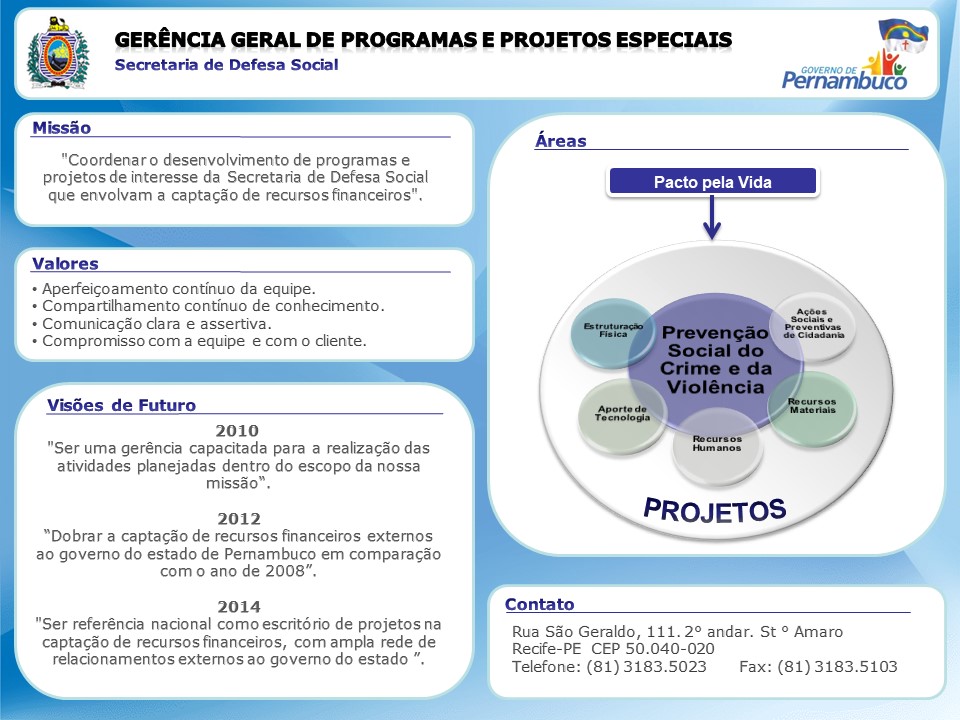 GERÊNCIA GERAL DE PROGRAMAS E PROJETOS ESPECIAIS
Secretaria de Defesa Social
GOVERNO DE
Pernambuco
Missão
"Coordenar o desenvolvimento de programas e
projetos de interesse da Secretaria de Defesa Social
que envolvam a captação de recursos financeiros".
Valores
• Aperfeiçoamento contínuo da equipe.
• Compartilhamento contínuo de conhecimento.
• Comunicação clara e assertiva.
• Compromisso com a equipe e com o cliente.
Visões de Futuro
2010
"Ser uma gerência capacitada para a realização das
atividades planejadas dentro do escopo da nossa
missão“.
2012
“Dobrar a captação de recursos financeiros externos
ao governo do estado de Pernambuco em comparação
com o ano de 2008”.
2014
"Ser referência nacional como escritório de projetos na
captação de recursos financeiros, com ampla rede de
relacionamentos externos ao governo do estado ”.
Áreas
Pacto pela Vida
Prevenção
Social do
Crime e da
Violência
Estruturação
Física
Ações
Sociais e
Preventivas
de Cidadania
Aporte de
Tecnologia
Recursos
Humanos
Recursos
Materiais
PROJETOS
Contato
Rua São Geraldo, 111. 2° andar. St ° Amaro
Recife-PE CEP 50.040-020
Telefone: (81) 3183.5023 Fax: (81) 3183.5103